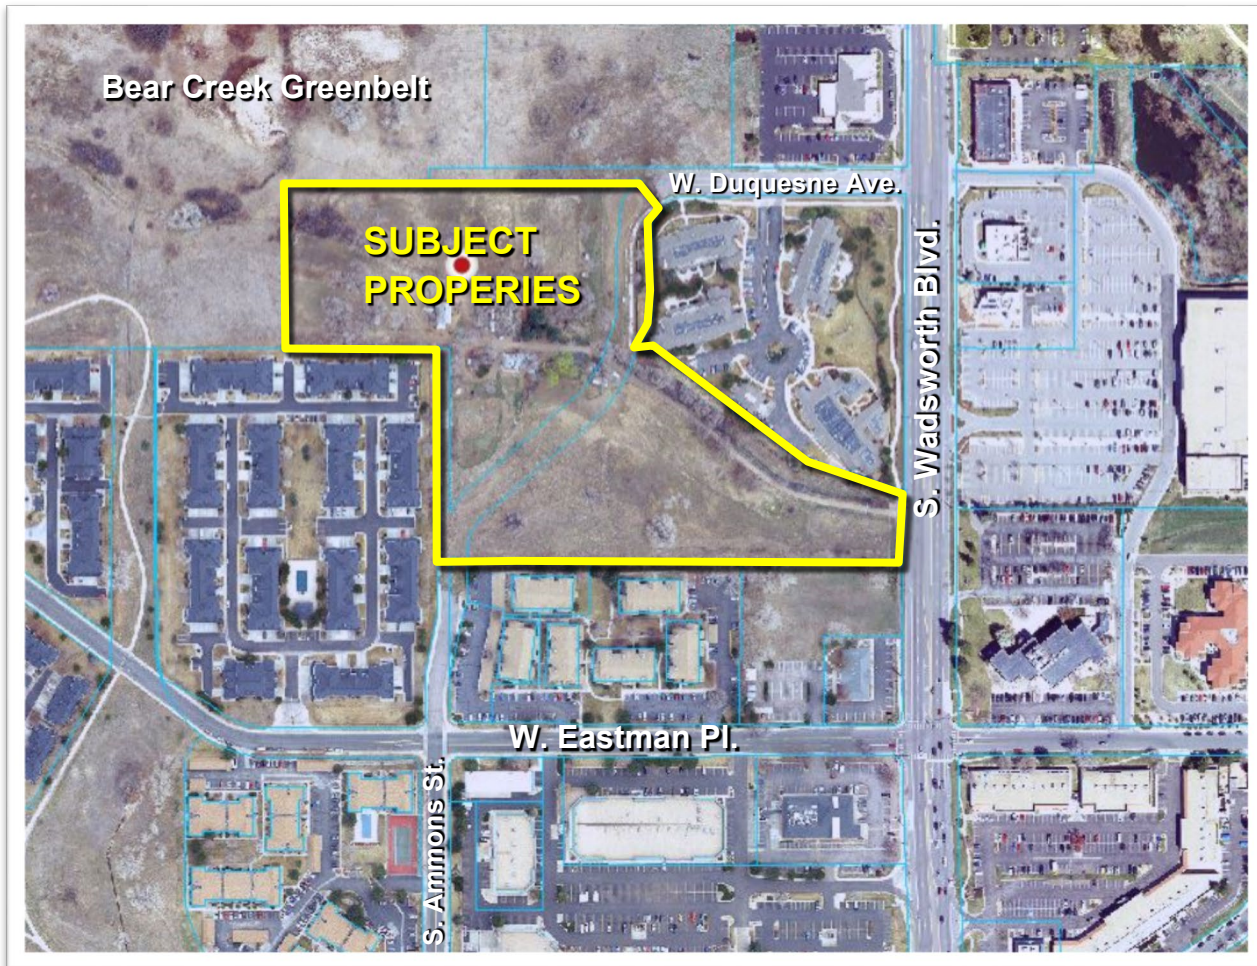 Bear Creek Greenbelt
W. Duquesne Ave.
SUBJECT
PROPERIES
S. Wadsworth Blvd.
W. Eastman Pl.
S. Ammons St.